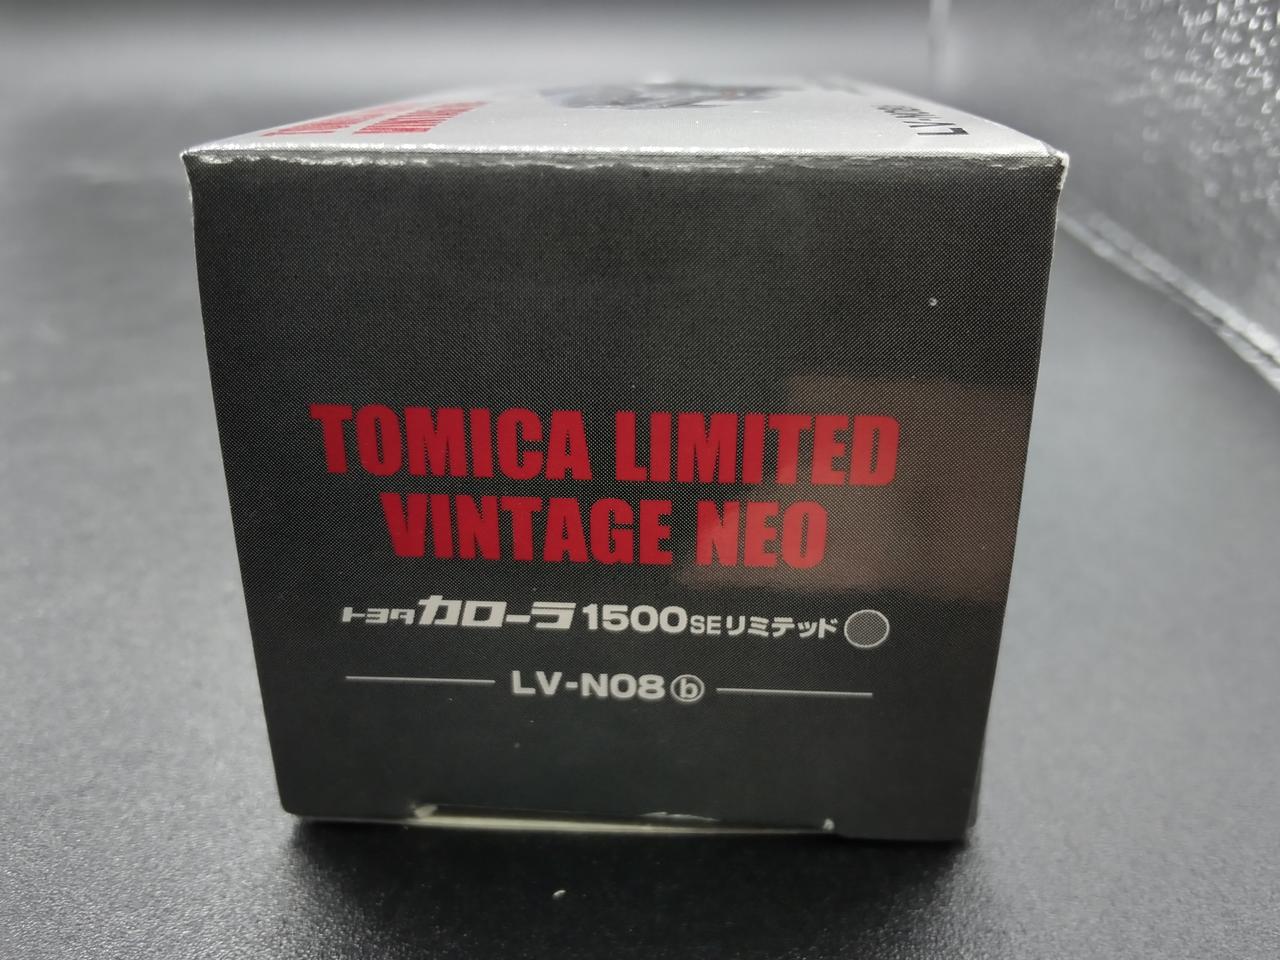 TOMICA LIMITED
VINTAGE NEO
トヨタカローラ1500SEリミテッド
LV-N08ⓑ